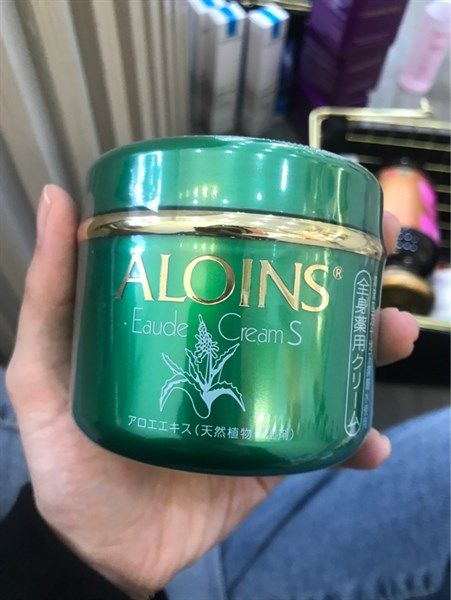 ALOINS®
Eaude Cream S
アロエエキス(天然植物
剤)
全身薬用クリーム